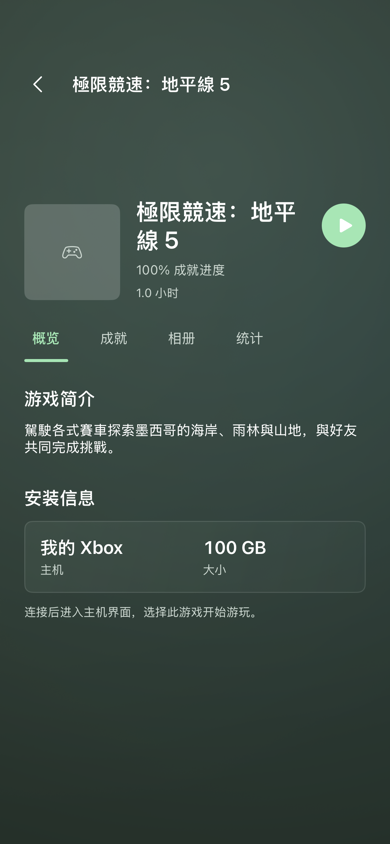 極限競速：地平線 5
極限競速：地平
線 5
100% 成就进度
1.0 小时
概览 成就 相册 统计
游戏简介
駕駛各式賽車探索墨西哥的海岸、雨林與山地，與好友
共同完成挑戰。
安装信息
我的 Xbox 100 GB
主机 大小
连接后进入主机界面，选择此游戏开始游玩。